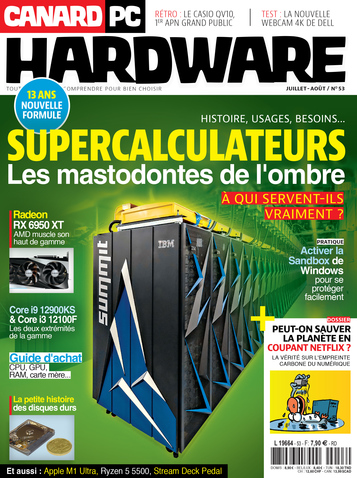 CANARD PC
RÉTRO : LE CASIO QV10,
1ER APN GRAND PUBLIC
TEST : LA NOUVELLE
WEBCAM 4K DE DELL
HARDWARE
COMPRENDRE POUR BIEN CHOISIR
JUILLET - AOÛT / N° 53
13 ANS
NOUVELLE
FORMULE
HISTOIRE, USAGES, BESOINS...
SUPERCALCULATEURS
Les mastodontes de l'ombre
À QUI SERVENT-ILS
VRAIMENT ?
Radeon
RX 6950 XT
AMD muscle son
haut de gamme
IBM
summit
PRATIQUE
Activer la
Sandbox de
Windows
pour se
protéger
facilement
Core i9 12900KS
& Core i3 12100F
Les deux extrémités
de la gamme
+
DOSSIER
PEUT-ON SAUVER
LA PLANÈTE EN
COUPANT NETFLIX ?
LA VÉRITÉ SUR L'EMPREINTE
CARBONE DU NUMÉRIQUE
Guide d'achat
CPU, GPU,
RAM, carte mère...
La petite histoire
des disques durs
L 19664 - 53 - F: 7,90 € - RD
Et aussi : Apple M1 Ultra, Ryzen 5 5500, Stream Deck Pedal